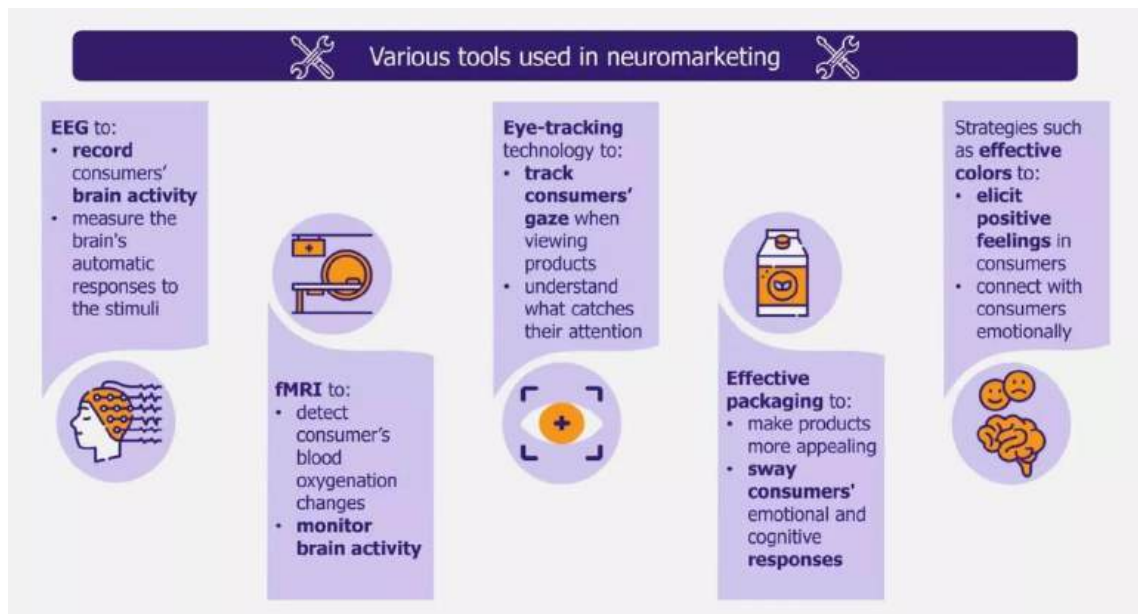 Various tools used in neuromarketing
EEG to:
• record
consumers'
brain activity
• measure the
brain's
automatic
responses to
the stimuli
fMRI to:
• detect
consumer's
blood
oxygenation
changes
• monitor
brain activity
Eye-tracking
technology to:
• track
consumers'
gaze when
viewing
products
• understand
what catches
their attention
Effective
packaging to:
• make products
more appealing
• sway
consumers'
emotional and
cognitive
responses
Strategies such
as effective
colors to:
• elicit
positive
feelings in
consumers
• connect with
consumers
emotionally